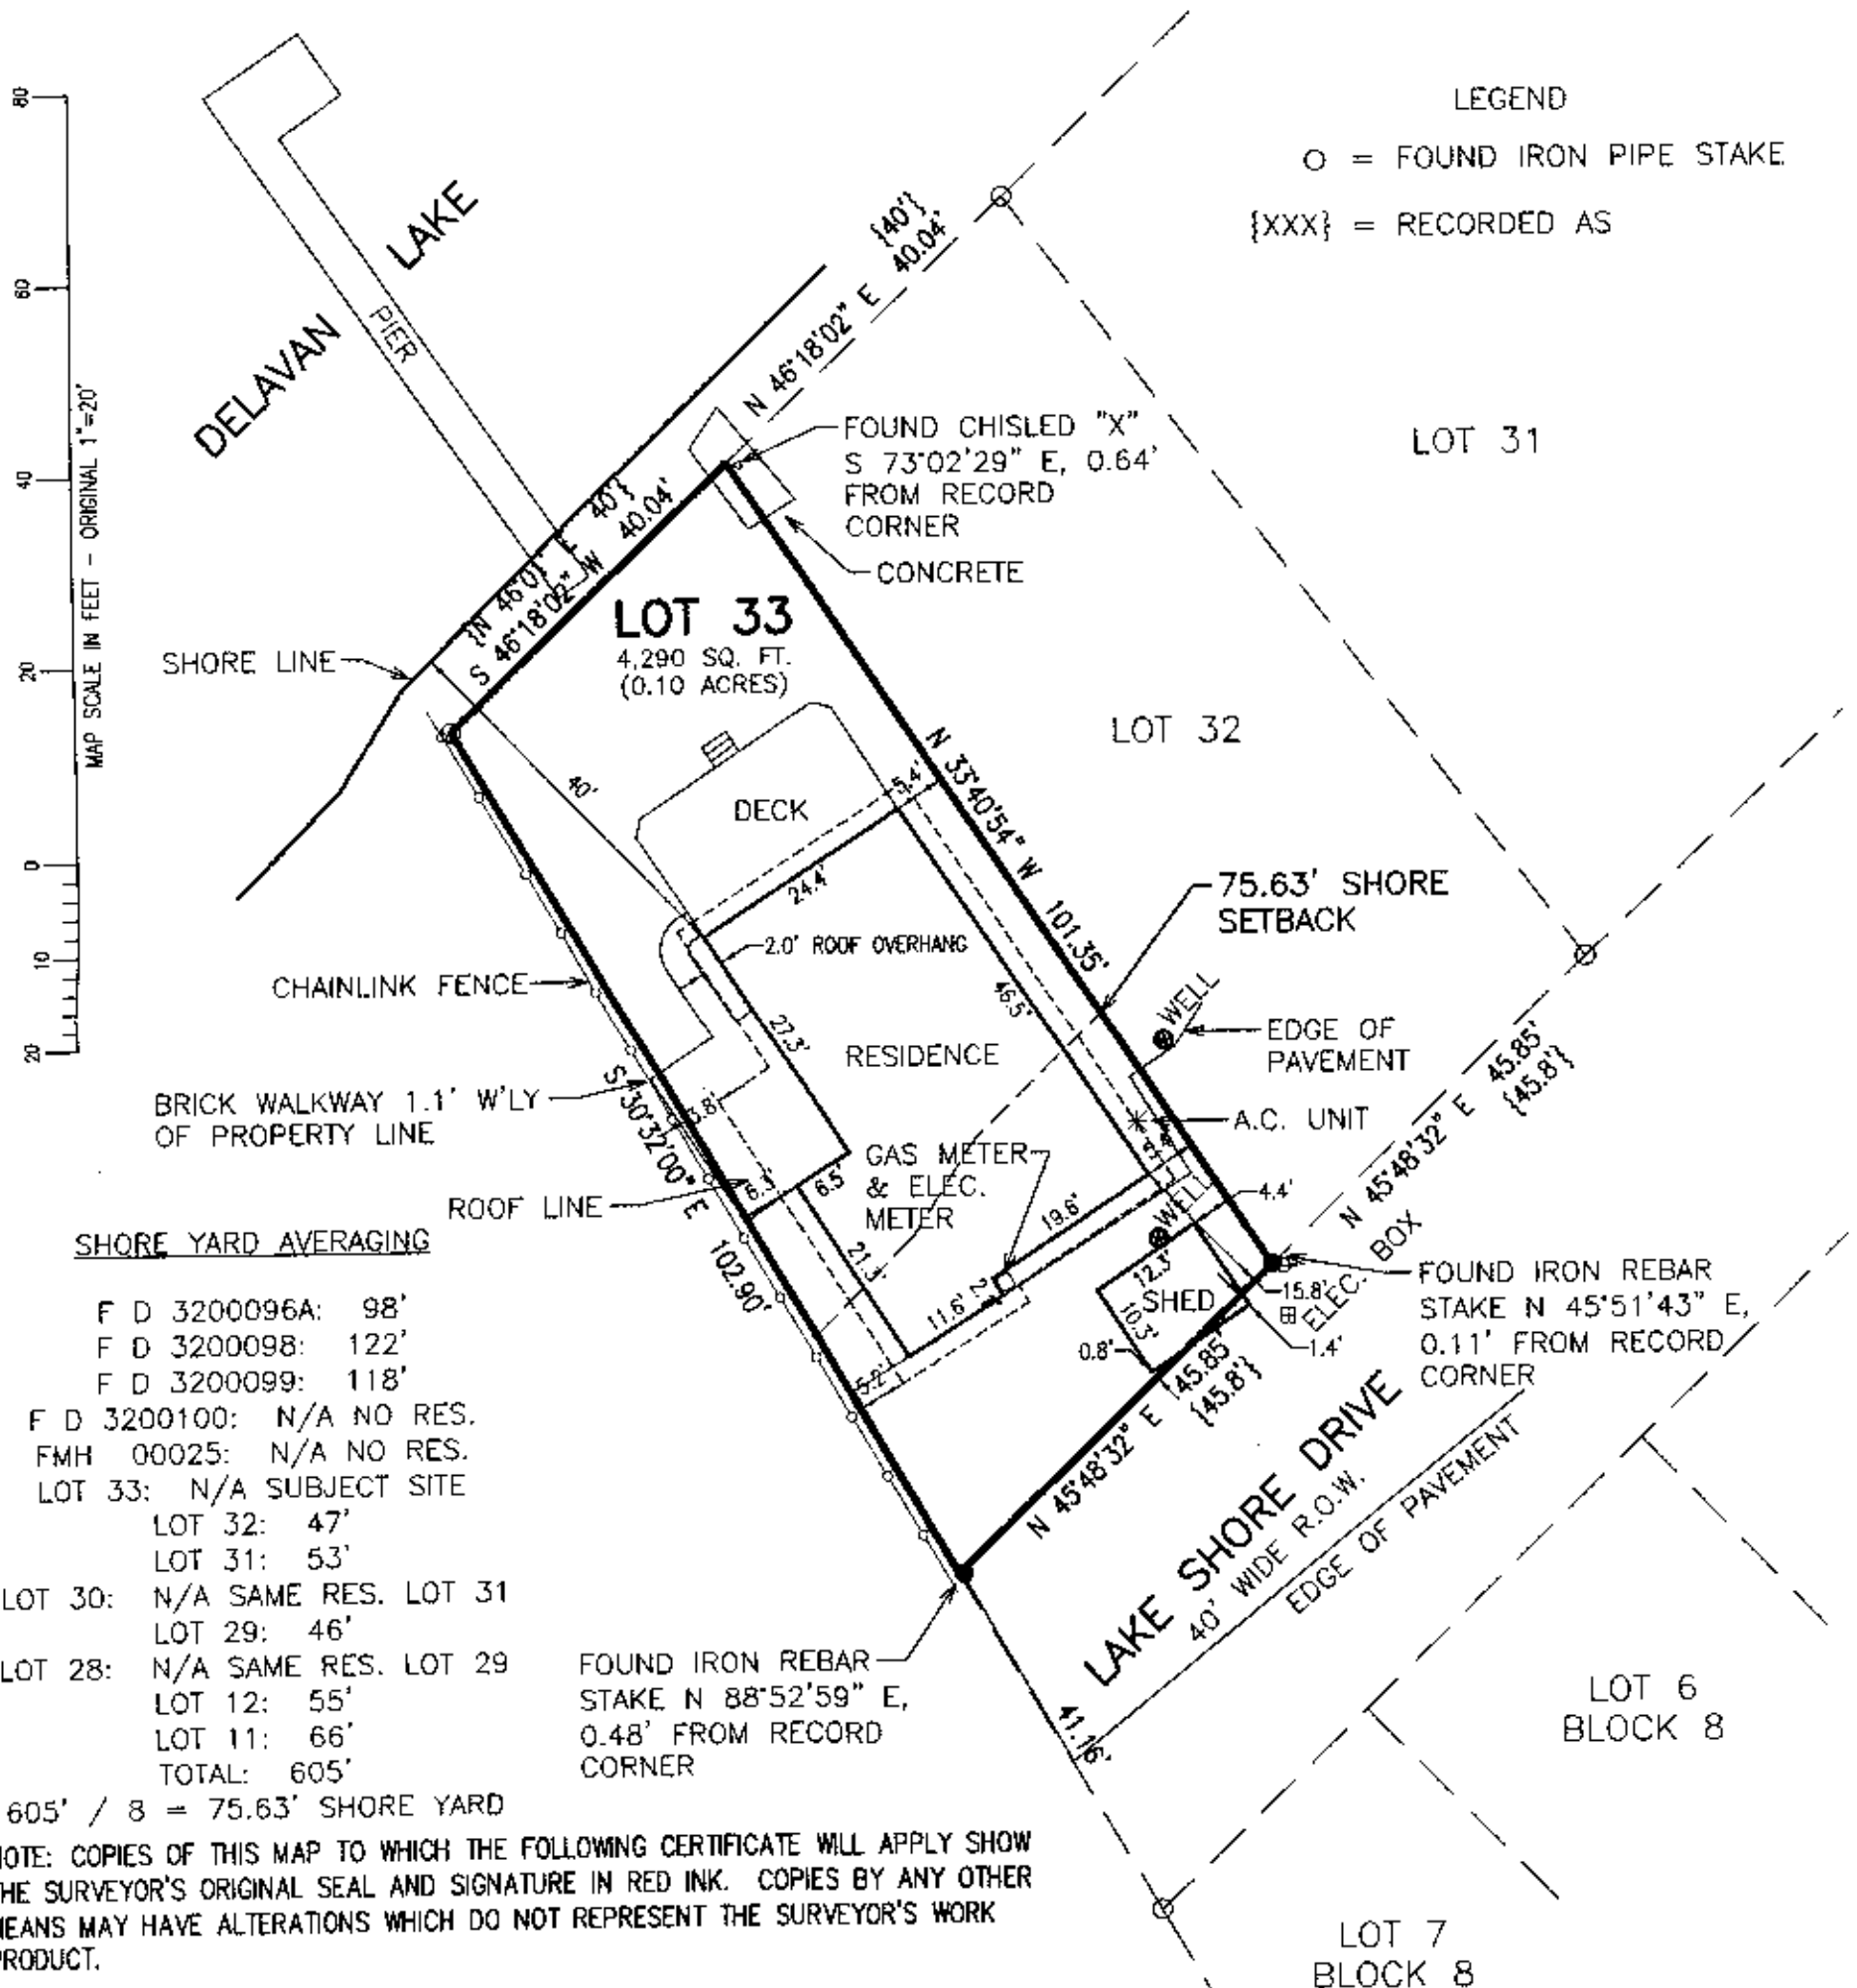 LEGEND
O = FOUND IRON PIPE STAKE
{XXX} = RECORDED AS
80
60
40
20
0
10
20
MAP SCALE IN FEET - ORIGINAL 1"=20'
DELAVAN LAKE
PIER
{40'}
N 46°18'02" E 40.04'
FOUND CHISLED "X"
S 73°02'29" E, 0.64'
FROM RECORD
CORNER
CONCRETE
LOT 31
{N 46°01' E 40'}
S 46°18'02" W 40.04'
LOT 33
4,290 SQ. FT.
(0.10 ACRES)
SHORE LINE
LOT 32
40'
DECK
5.4'
N 33°40'54" W 101.35'
24.4'
75.63' SHORE
SETBACK
2.0' ROOF OVERHANG
CHAINLINK FENCE
46.5'
27.3'
RESIDENCE
WELL
EDGE OF
PAVEMENT
N 45°48'32" E 45.85'
{45.8'}
BRICK WALKWAY 1.1' W'LY
OF PROPERTY LINE
3.8'
S 30°32'00" E 102.90'
A.C. UNIT
GAS METER
& ELEC.
METER
6.5'
ROOF LINE
19.6'
WELL
4.4'
21.3'
11.6'
12.3'
SHED
10.3'
0.8'
15.8'
ELEC. BOX
1.4'
FOUND IRON REBAR
STAKE N 45°51'43" E,
0.11' FROM RECORD
CORNER
5.2'
N 45°48'32" E 45.85'
{45.8'}
LAKE SHORE DRIVE
40' WIDE R.O.W.
EDGE OF PAVEMENT
SHORE YARD AVERAGING
F D 3200096A: 98'
F D 3200098: 122'
F D 3200099: 118'
F D 3200100: N/A NO RES.
FMH 00025: N/A NO RES.
LOT 33: N/A SUBJECT SITE
LOT 32: 47'
LOT 31: 53'
LOT 30: N/A SAME RES. LOT 31
LOT 29: 46'
LOT 28: N/A SAME RES. LOT 29
LOT 12: 55'
LOT 11: 66'
TOTAL: 605'
605' / 8 = 75.63' SHORE YARD
FOUND IRON REBAR
STAKE N 88°52'59" E,
0.48' FROM RECORD
CORNER
41.16'
LOT 6
BLOCK 8
LOT 7
BLOCK 8
NOTE: COPIES OF THIS MAP TO WHICH THE FOLLOWING CERTIFICATE WILL APPLY SHOW
THE SURVEYOR'S ORIGINAL SEAL AND SIGNATURE IN RED INK. COPIES BY ANY OTHER
MEANS MAY HAVE ALTERATIONS WHICH DO NOT REPRESENT THE SURVEYOR'S WORK
PRODUCT.